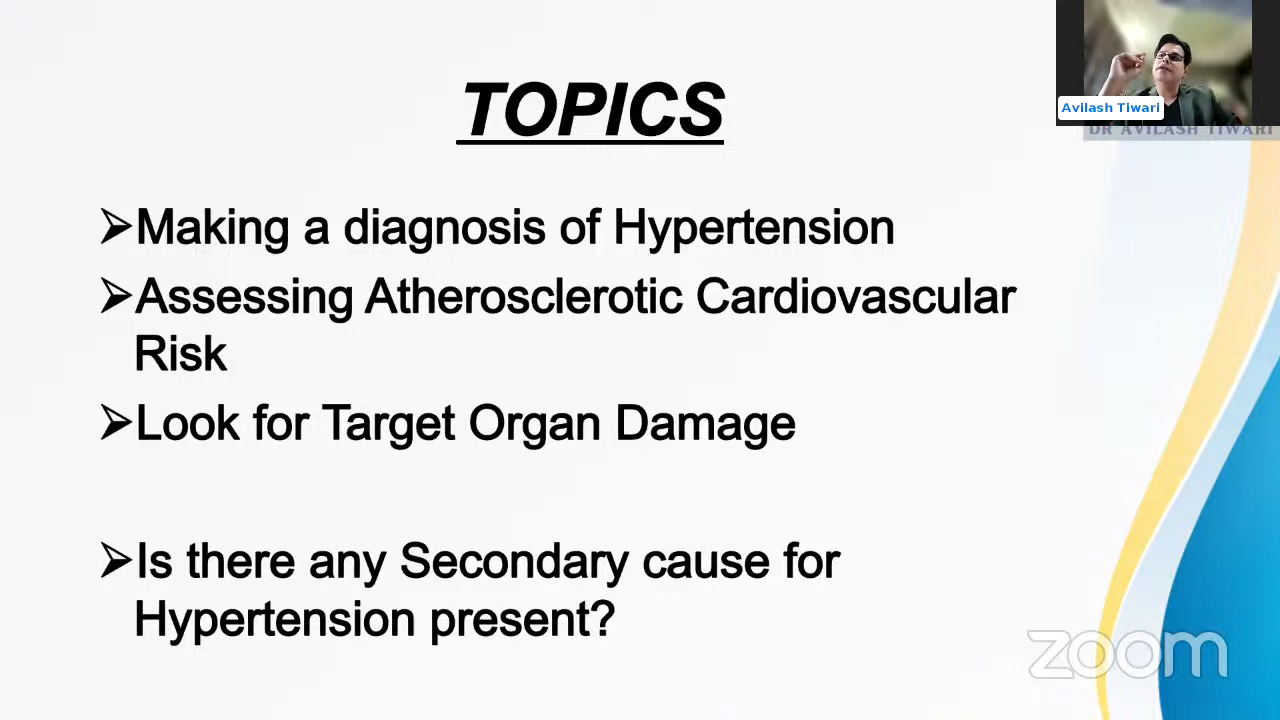 TOPICS
Avilash Tiwari
DR AVILASH TIWARI
➢Making a diagnosis of Hypertension
➢Assessing Atherosclerotic Cardiovascular
Risk
➢Look for Target Organ Damage
➢Is there any Secondary cause for
Hypertension present?
zoom